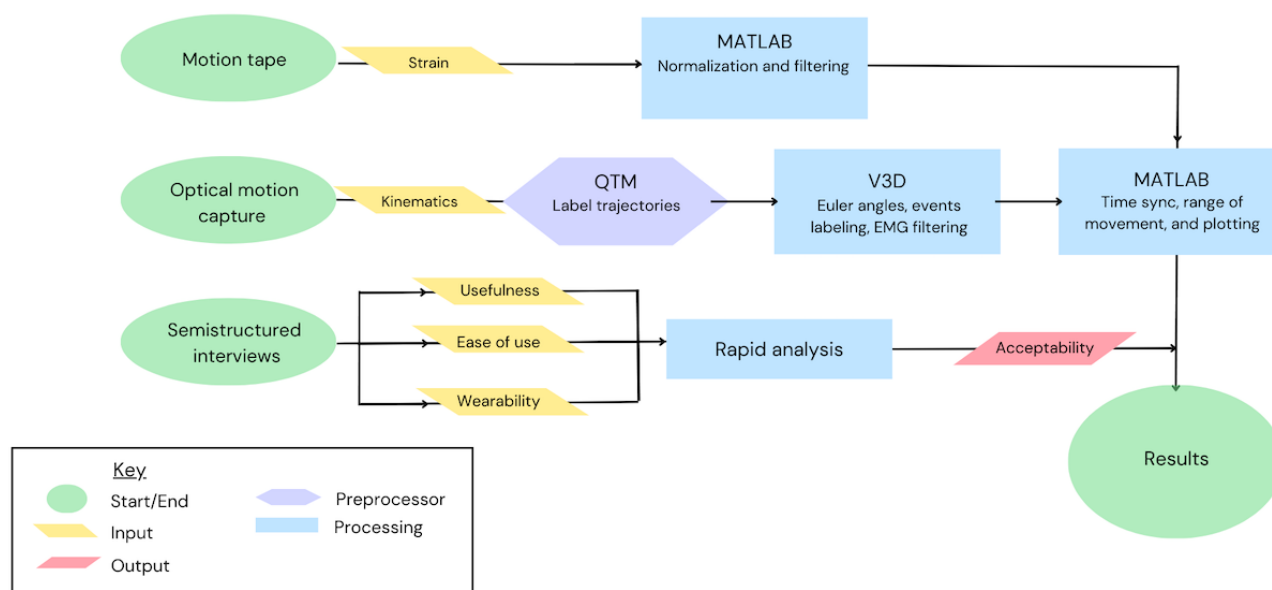 Motion tape
Strain
MATLAB
Normalization and filtering
Optical motion
capture
Kinematics
QTM
Label trajectories
V3D
Euler angles, events
labeling, EMG filtering
MATLAB
Time sync, range of
movement, and plotting
Semistructured
interviews
Usefulness
Ease of use
Wearability
Rapid analysis
Acceptability
Results
Key
Start/End
Input
Output
Preprocessor
Processing